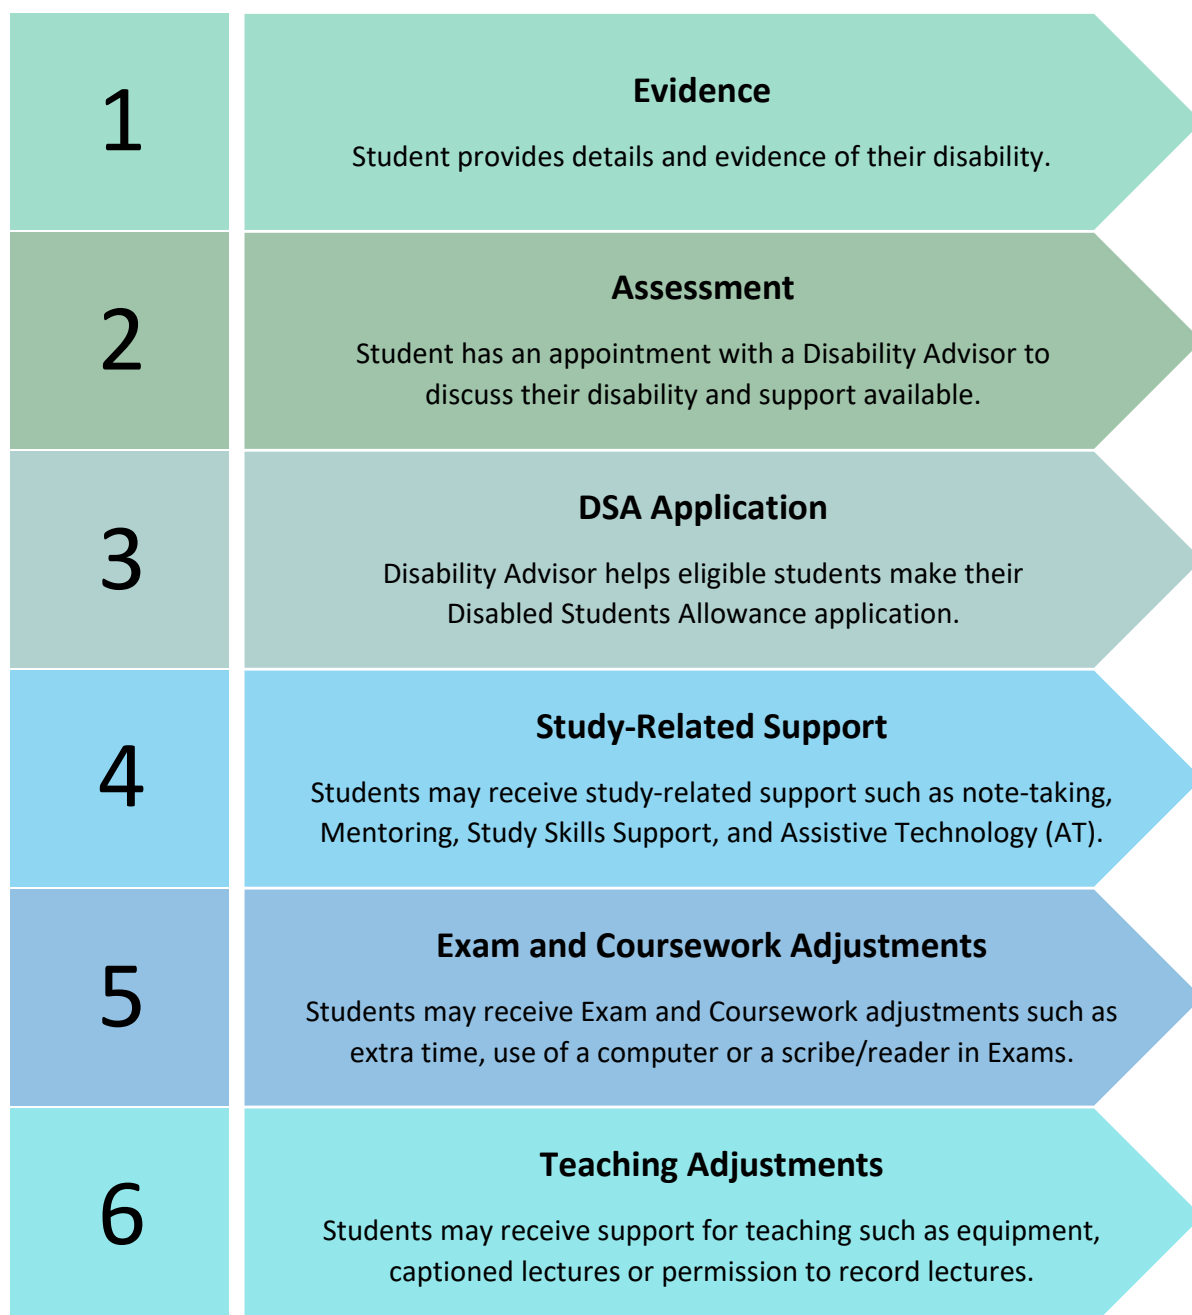 1
Evidence
Student provides details and evidence of their disability.
2
Assessment
Student has an appointment with a Disability Advisor to
discuss their disability and support available.
3
DSA Application
Disability Advisor helps eligible students make their
Disabled Students Allowance application.
4
Study-Related Support
Students may receive study-related support such as note-taking,
Mentoring, Study Skills Support, and Assistive Technology (AT).
5
Exam and Coursework Adjustments
Students may receive Exam and Coursework adjustments such as
extra time, use of a computer or a scribe/reader in Exams.
6
Teaching Adjustments
Students may receive support for teaching such as equipment,
captioned lectures or permission to record lectures.